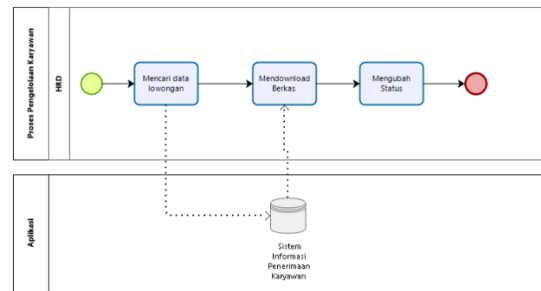 Proses Pengelolaan Karyawan
HRD
Mencari data
lowongan
Mendownload
Berkas
Mengubah
Status
Aplikasi
Sistem
Informasi
Penerimaan
Karyawan